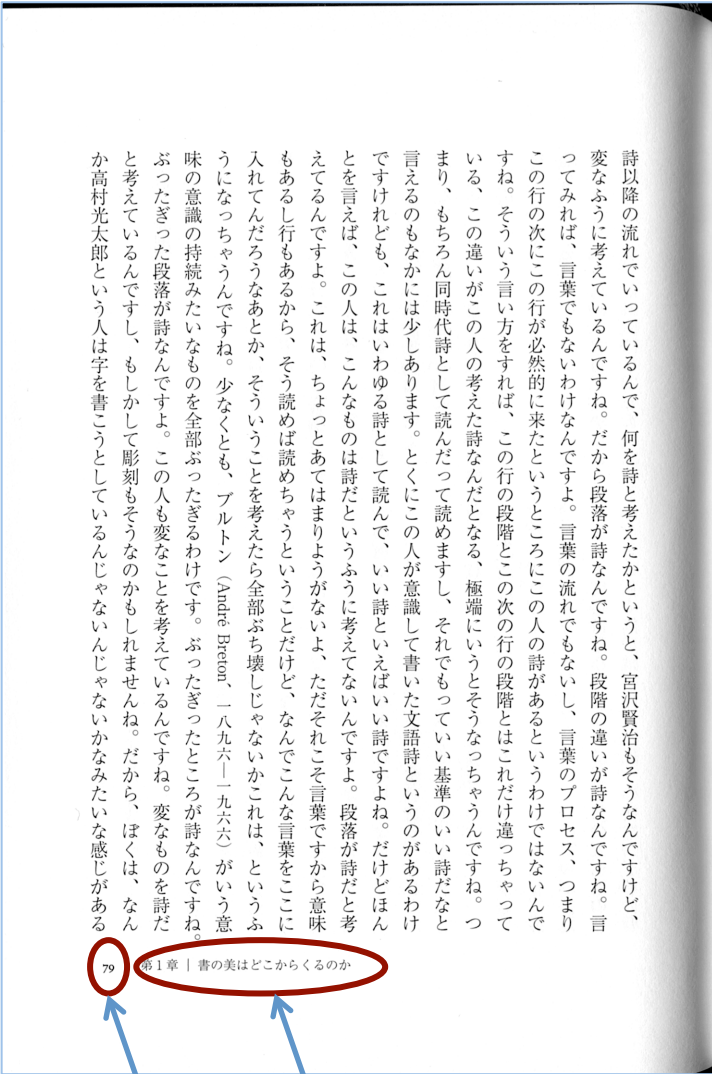 詩以降の流れでいっているんで、何を詩と考えたかというと、宮沢賢治もそうなんですけど、
変なふうに考えているんですね。だから段落が詩なんですね。段階の違いが詩なんですね。言
ってみれば、言葉でもないわけなんですよ。言葉の流れでもないし、言葉のプロセス、つまり
この行の次にこの行が必然的に来たというところにこの人の詩があるというわけではないんで
すね。そういう言い方をすれば、この行の段階とこの次の行の段階とはこれだけ違っちゃって
いる、この違いがこの人の考えた詩なんだとなる、極端にいうとそうなっちゃうんですね。つ
まり、もちろん同時代詩として読んだって読めますし、それでもっていい基準のいい詩だなと
言えるのもなかには少しあります。とくにこの人が意識して書いた文語詩というのがあるわけ
ですけれども、これはいわゆる詩として読んで、いい詩といえばいい詩ですよね。だけどほん
とを言えば、この人は、こんなものは詩だというふうに考えてないんですよ。段落が詩だと考
えてるんですよ。これは、ちょっとあてはまりようがないよ、ただそれこそ言葉ですから意味
もあるし行もあるから、そう読めば読めちゃうということだけど、なんでこんな言葉をここに
入れてんだろうなあとか、そういうことを考えたら全部ぶち壊しじゃないかこれは、というふ
うになっちゃうんですね。少なくとも、ブルトン（André Breton、一八九六―一九六六）がいう意
味の意識の持続みたいなものを全部ぶったぎるわけです。ぶったぎったところが詩なんですね。
ぶったぎった段落が詩なんですよ。この人も変なことを考えているんですね。変なものを詩だ
と考えているんですし、もしかして彫刻もそうなのかもしれませんね。だから、ぼくは、なん
か高村光太郎という人は字を書こうとしているんじゃないんじゃないかなみたいな感じがある
79 第1章｜書の美はどこからくるのか